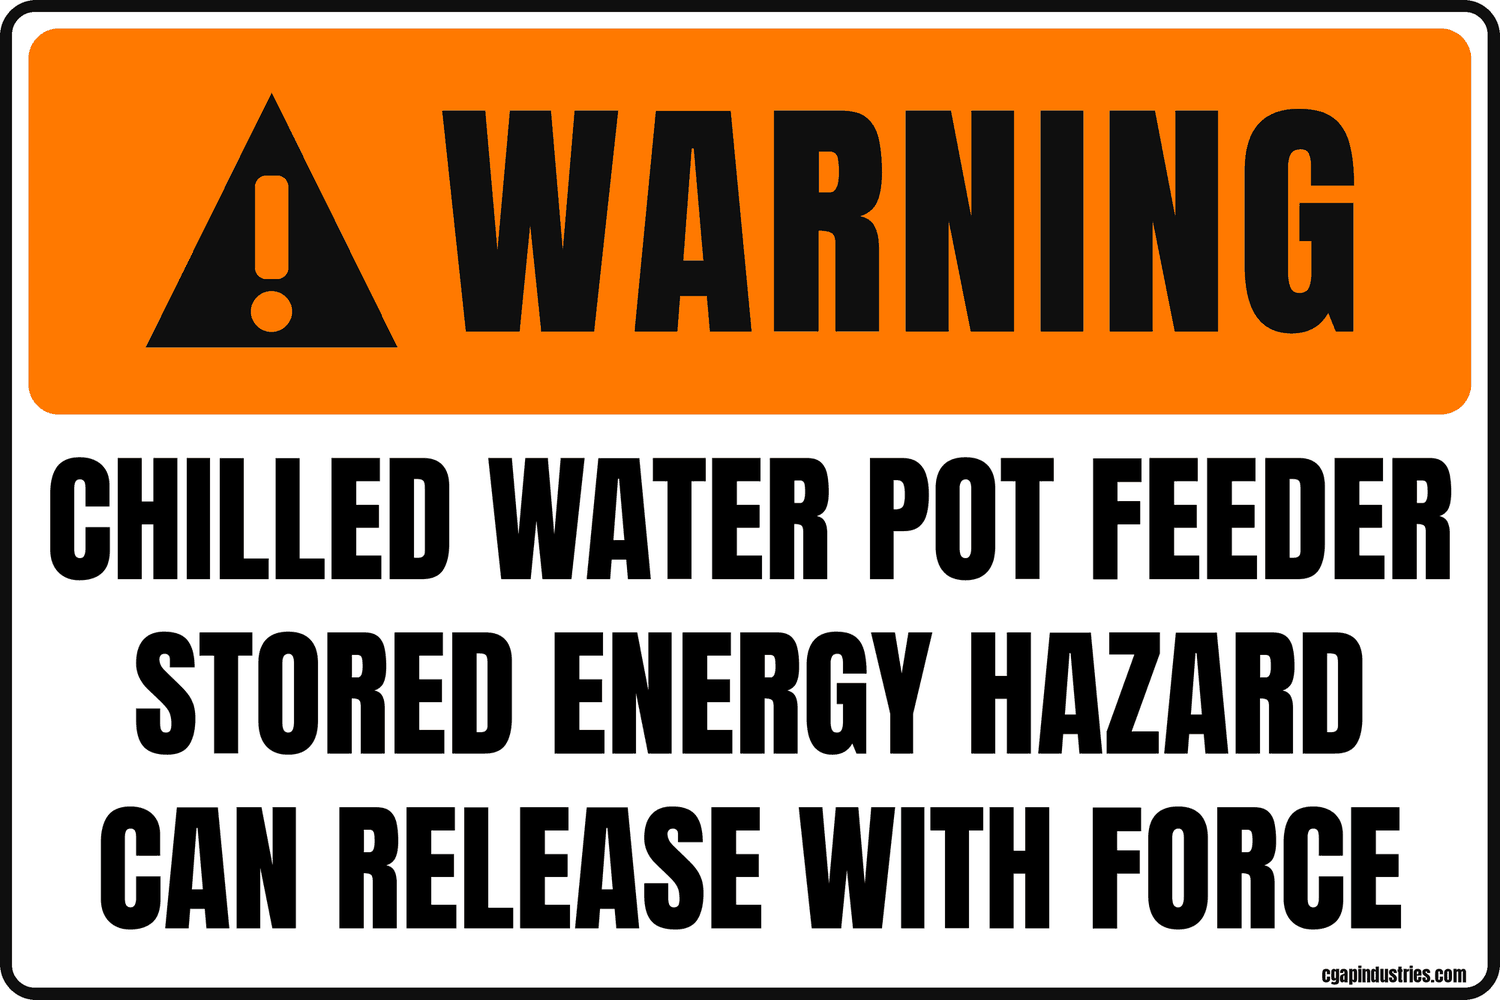 WARNING
CHILLED WATER POT FEEDER
STORED ENERGY HAZARD
CAN RELEASE WITH FORCE
cgapindustries.com